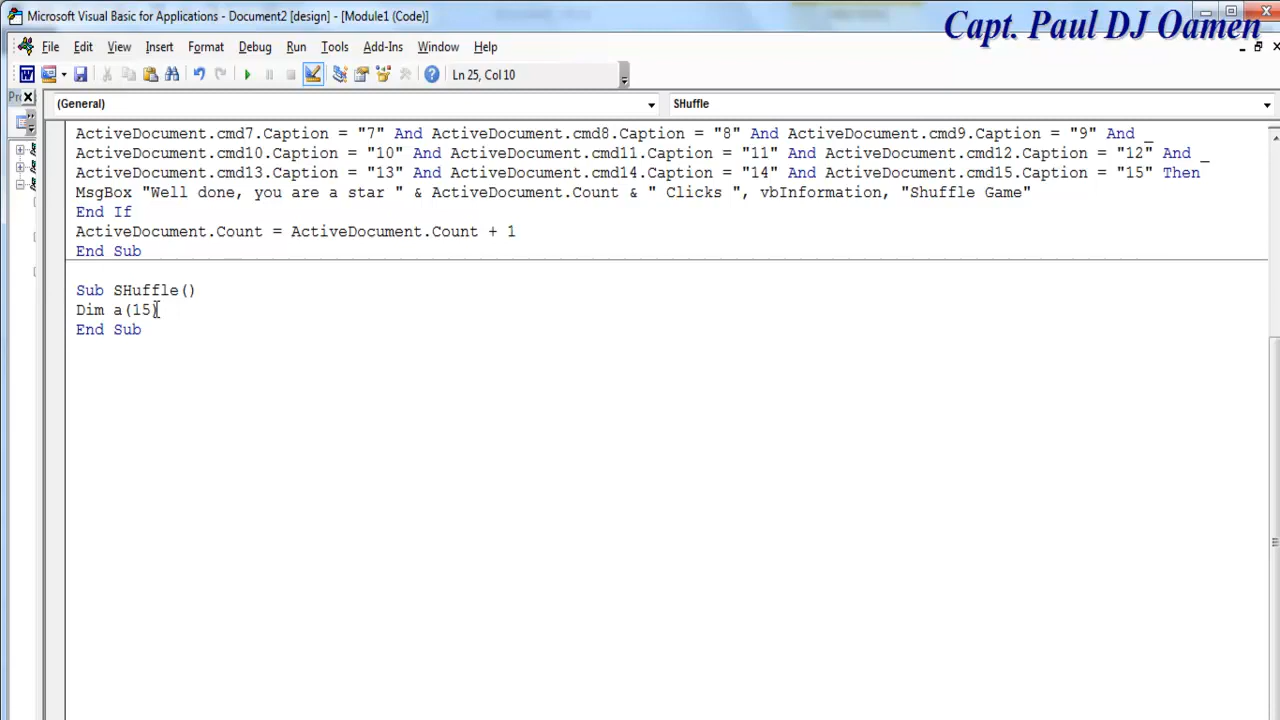 Microsoft Visual Basic for Applications - Document2 [design] - [Module1 (Code)]
Capt. Paul DJ Oamen
File Edit View Insert Format Debug Run Tools Add-Ins Window Help
Ln 25, Col 10
(General) SHuffle
ActiveDocument.cmd7.Caption = "7" And ActiveDocument.cmd8.Caption = "8" And ActiveDocument.cmd9.Caption = "9" And _
ActiveDocument.cmd10.Caption = "10" And ActiveDocument.cmd11.Caption = "11" And ActiveDocument.cmd12.Caption = "12" And _
ActiveDocument.cmd13.Caption = "13" And ActiveDocument.cmd14.Caption = "14" And ActiveDocument.cmd15.Caption = "15" Then
MsgBox "Well done, you are a star " & ActiveDocument.Count & " Clicks ", vbInformation, "Shuffle Game"
End If
ActiveDocument.Count = ActiveDocument.Count + 1
End Sub
Sub SHuffle()
Dim a(15)
End Sub